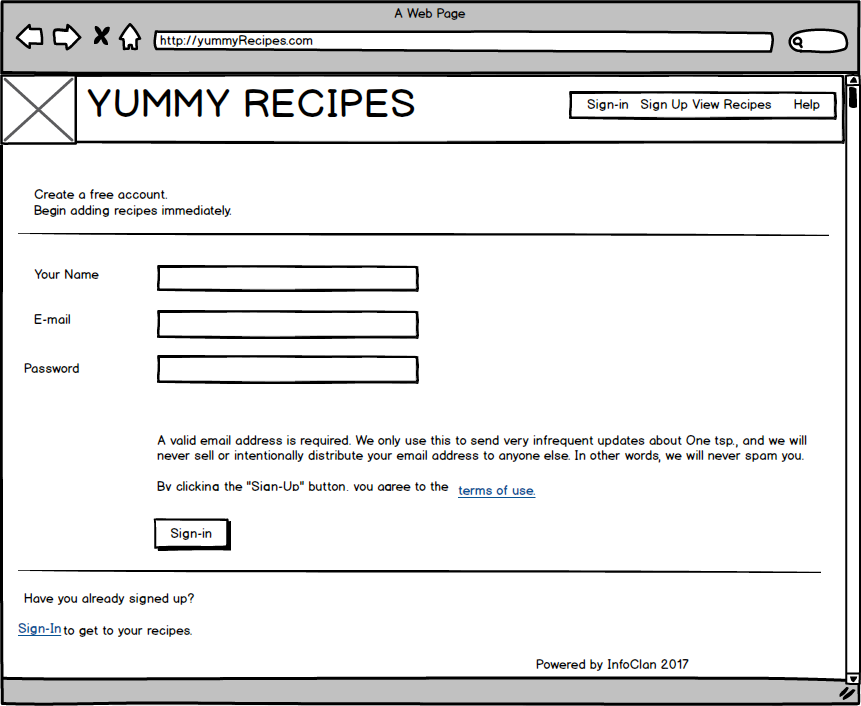 A Web Page
http://yummyRecipes.com
YUMMY RECIPES
Sign-in Sign Up View Recipes Help
Create a free account.
Begin adding recipes immediately.
Your Name
E-mail
Password
A valid email address is required. We only use this to send very infrequent updates about One tsp., and we will
never sell or intentionally distribute your email address to anyone else. In other words, we will never spam you.
By clicking the "Sign-Up" button, you agree to the terms of use.
Sign-in
Have you already signed up?
Sign-In to get to your recipes.
Powered by InfoClan 2017